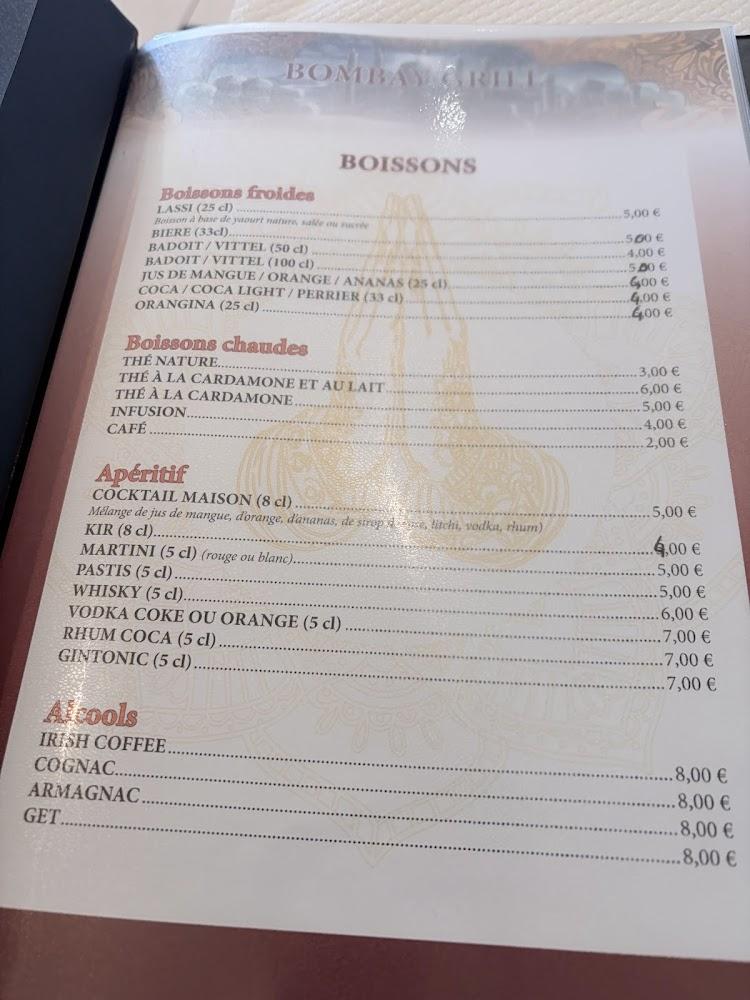 BOMBAY GRILL
BOISSONS
Boissons froides
LASSI (25 cl) 5,00 €
Boisson à base de yaourt nature, salée ou sucrée
BIERE (33cl) 5,00 €
BADOIT / VITTEL (50 cl) 4,00 €
BADOIT / VITTEL (100 cl) 5,00 €
JUS DE MANGUE / ORANGE / ANANAS (25 cl) 6,00 €
COCA / COCA LIGHT / PERRIER (33 cl) 4,00 €
ORANGINA (25 cl) 4,00 €
Boissons chaudes
THÉ NATURE 3,00 €
THÉ À LA CARDAMONE ET AU LAIT 6,00 €
THÉ À LA CARDAMONE 5,00 €
INFUSION 4,00 €
CAFÉ 2,00 €
Apéritif
COCKTAIL MAISON (8 cl) 5,00 €
Mélange de jus de mangue, d'orange, d'ananas, de sirop litchi, vodka, rhum)
KIR (8 cl) ,00 €
MARTINI (5 cl) (rouge ou blanc) 5,00 €
PASTIS (5 cl) 5,00 €
WHISKY (5 cl) 6,00 €
VODKA COKE OU ORANGE (5 cl) 7,00 €
RHUM COCA (5 cl) 7,00 €
GINTONIC (5 cl) 7,00 €
Alcools
IRISH COFFEE 8,00 €
COGNAC 8,00 €
ARMAGNAC 8,00 €
GET 8,00 €